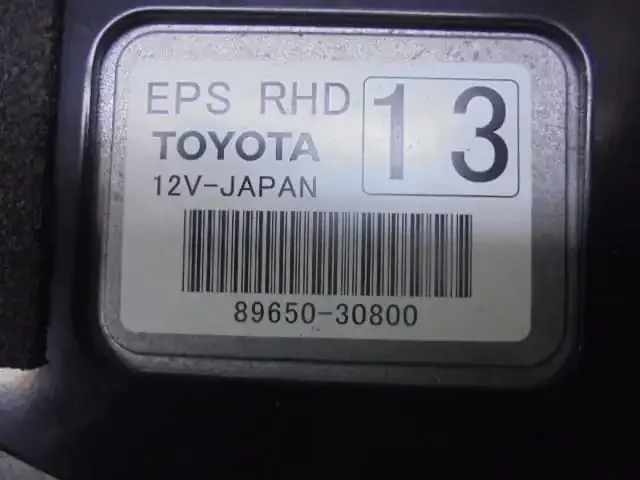 EPS RHD 13
TOYOTA
12V-JAPAN
89650-30800